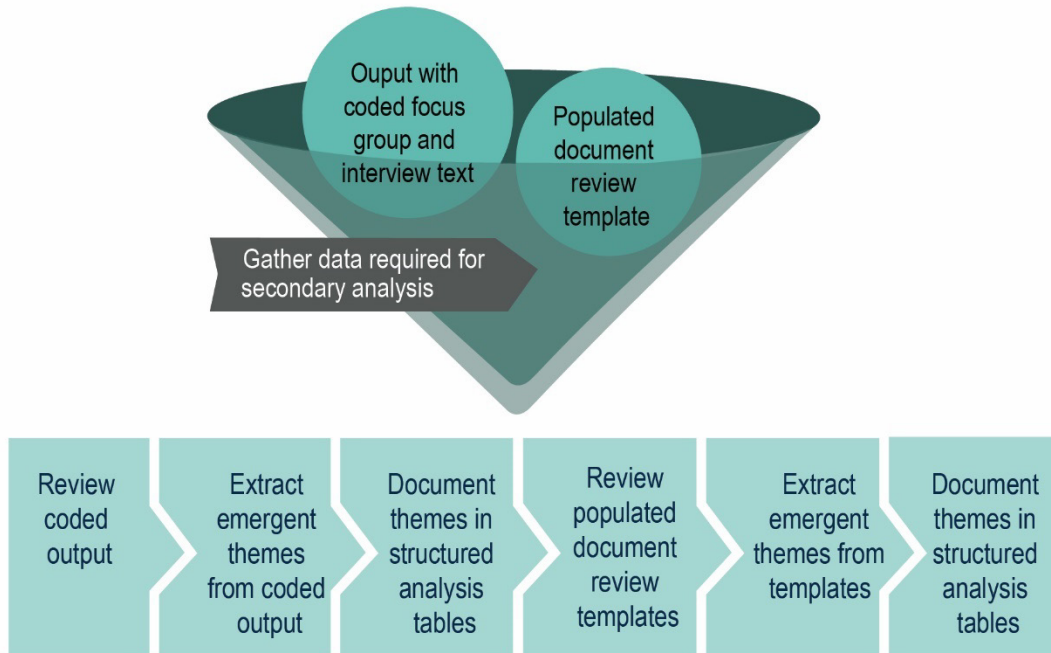 Ouput with
coded focus
group and
interview text
Populated
document
review
template
Gather data required for
secondary analysis
Review
coded
output
Extract
emergent
themes
from coded
output
Document
themes in
structured
analysis
tables
Review
populated
document
review
templates
Extract
emergent
themes from
templates
Document
themes in
structured
analysis
tables